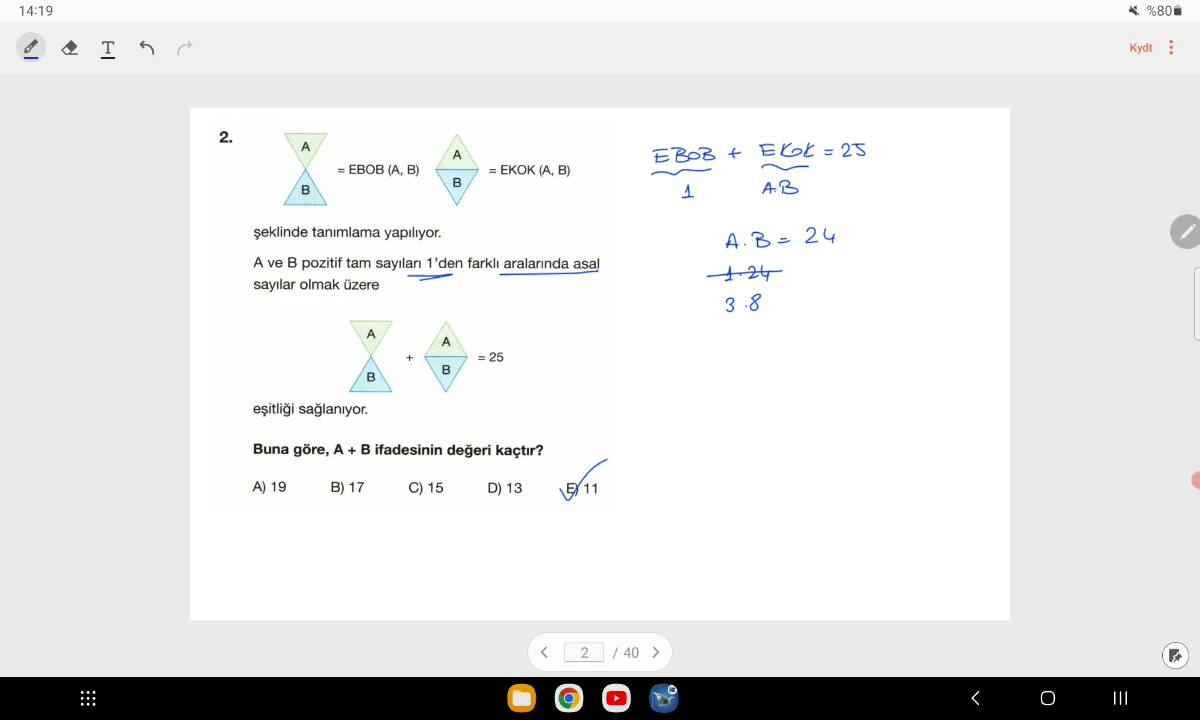 14:19
%80
T
Kydt
2.
A
B
= EBOB (A, B)
A
B
= EKOK (A, B)
şeklinde tanımlama yapılıyor.
A ve B pozitif tam sayıları 1'den farklı aralarında asal
sayılar olmak üzere
A
B
+
A
B
= 25
eşitliği sağlanıyor.
Buna göre, A + B ifadesinin değeri kaçtır?
A) 19 B) 17 C) 15 D) 13 E) 11
EBOB + EKOK = 25
1 A.B
A.B = 24
1.24
3.8
2 / 40